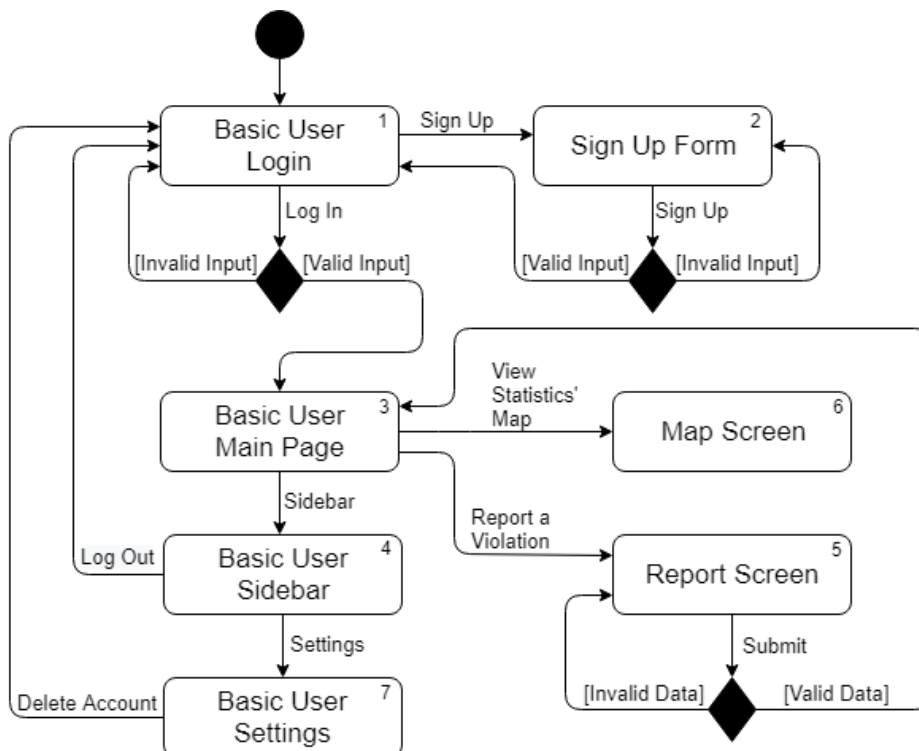 1
Basic User
Login
Sign Up
2
Sign Up Form
Log In
Sign Up
[Invalid Input]
[Valid Input]
[Valid Input]
[Invalid Input]
View
Statistics'
Map
3
Basic User
Main Page
6
Map Screen
Sidebar
Report a
Violation
4
Basic User
Sidebar
Log Out
5
Report Screen
Settings
Submit
7
Basic User
Settings
Delete Account
[Invalid Data]
[Valid Data]